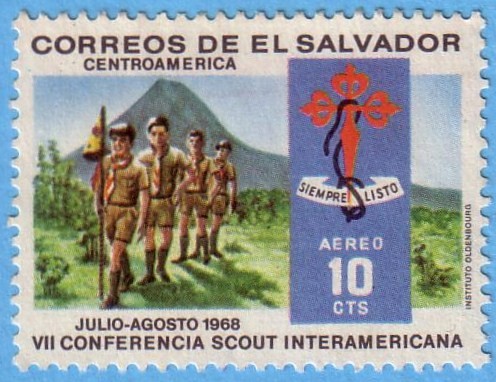 CORREOS DE EL SALVADOR
CENTROAMERICA
SIEMPRE LISTO
AEREO
10
CTS
INSTITUTO OLDENBOURG
JULIO-AGOSTO 1968
VII CONFERENCIA SCOUT INTERAMERICANA